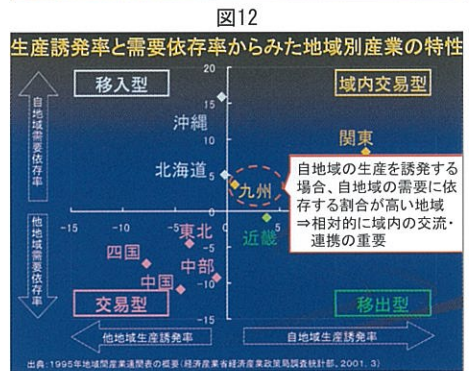 図12
生産誘発率と需要依存率からみた地域別産業の特性
移入型
域内交易型
自地域需要依存率
他地域需要依存率
20
15
10
5
0
-5
-10
-15
-15
-10
-5
5
10
15
沖縄
関東
北海道
九州
自地域の生産を誘発する
場合、自地域の需要に依
存する割合が高い地域
⇒相対的に域内の交流・
連携の重要
近畿
東北
四国
中部
中国
交易型
移出型
他地域生産誘発率
自地域生産誘発率
出典:1995年地域間産業連関表の概要(経済産業省経済産業政策局調査統計部, 2001. 3)